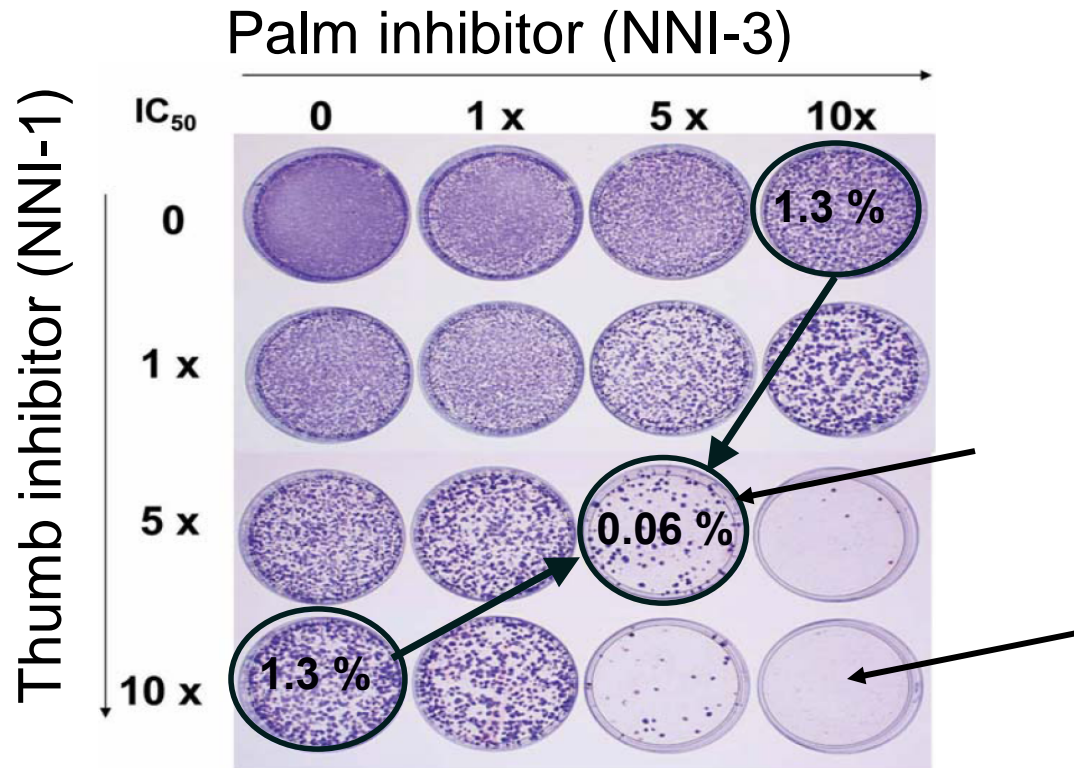 Palm inhibitor (NNI-3)
Thumb inhibitor (NNI-1)
IC50 0 1 x 5 x 10x
0 1.3 %
1 x
5 x 0.06 %
10 x 1.3 %